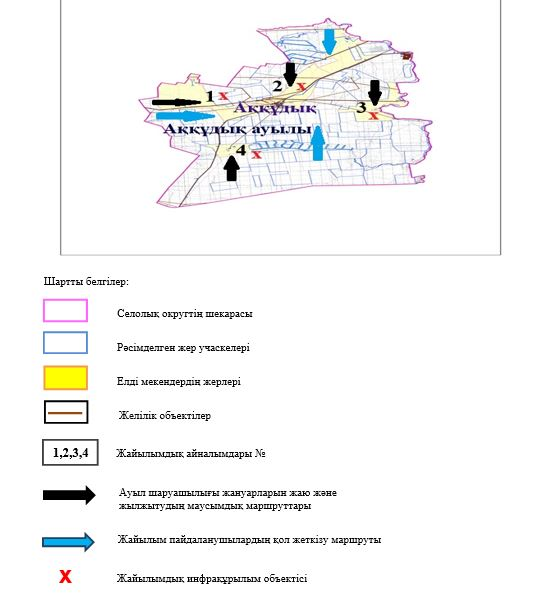 1 X
2 X
3 X
Аққұдық
Аққұдық ауылы
4 X
Шартты белгілер:
Селолық округтің шекарасы
Рәсімделген жер учаскелері
Елді мекендердің жерлері
Желілік объектілер
1,2,3,4 Жайылымдық айналымдары №
Ауыл шаруашылығы жануарларын жаю және
жылжытудың маусымдық маршруттары
Жайылым пайдаланушылардың қол жеткізу маршруты
X Жайылымдық инфрақұрылым объектісі